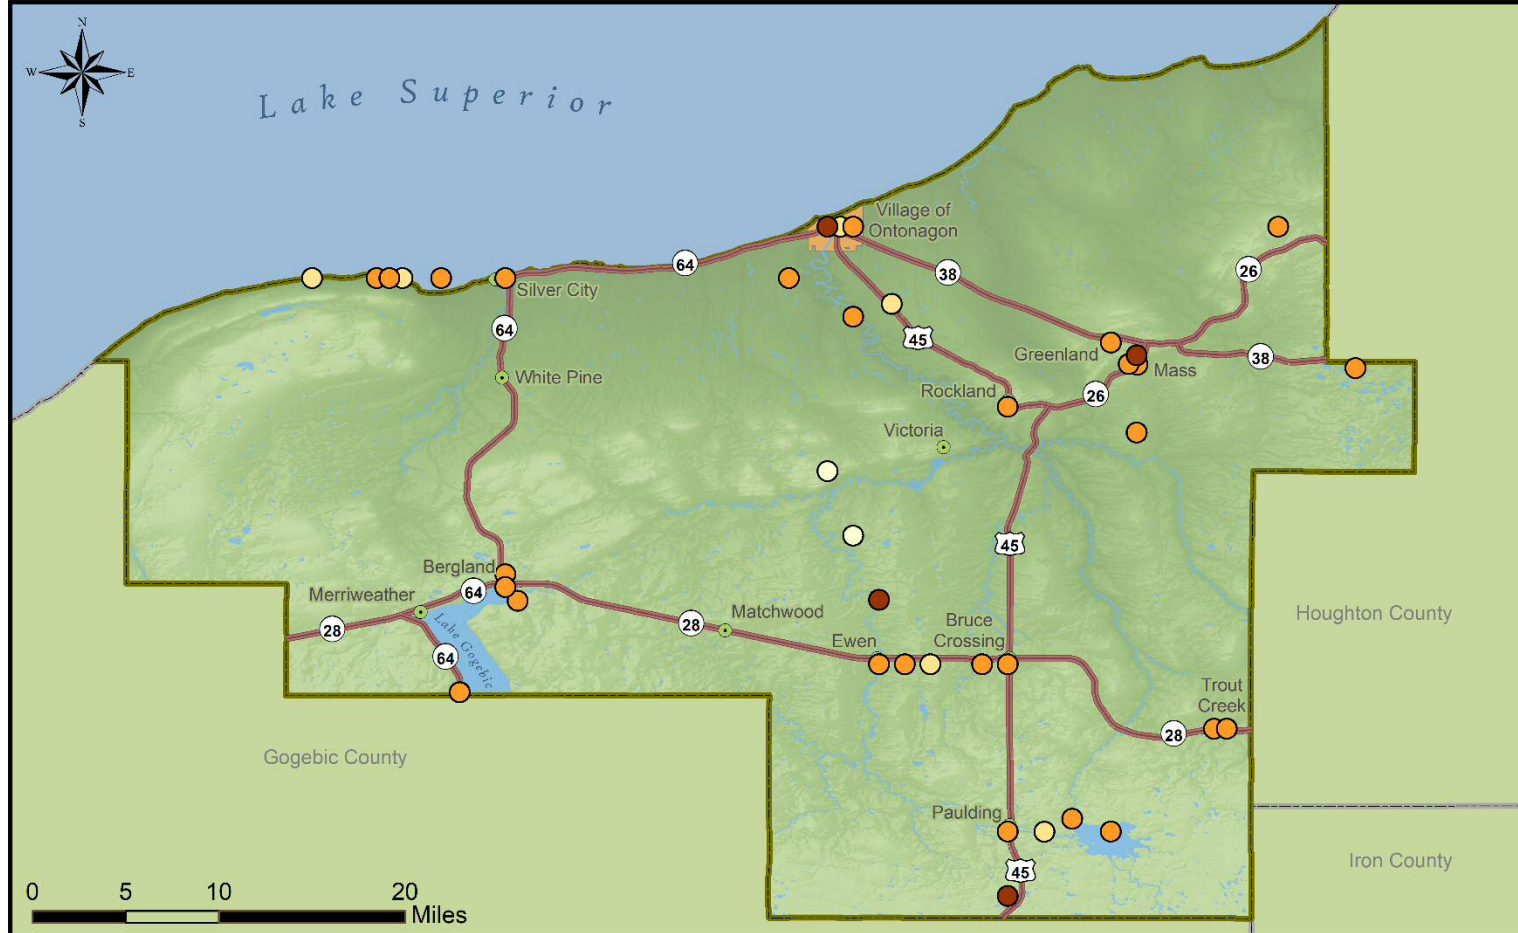 N
W E
S
Lake Superior
Village of
Ontonagon
64
38
26
Silver City
64
45
Greenland
38
Mass
White Pine
Rockland
26
Victoria
45
Bergland
64
Merriweather
28
Lake Gogebic
64
28
Matchwood
Ewen
Bruce
Crossing
Houghton County
Trout
Creek
28
Gogebic County
Paulding
45
Iron County
0 5 10 20
Miles